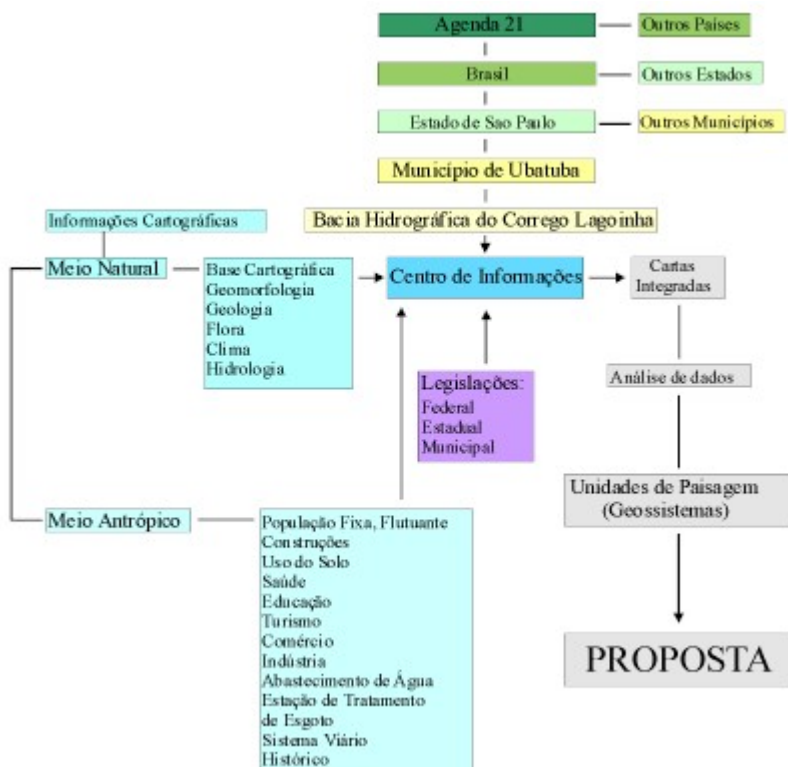 Agenda 21
Outros Países
Brasil
Outros Estados
Estado de Sao Paulo
Outros Municípios
Município de Ubatuba
Bacia Hidrográfica do Corrego Lagoinha
Informações Cartográficas
Meio Natural
Base Cartográfica
Geomorfologia
Geologia
Flora
Clima
Hidrologia
Centro de Informações
Cartas
Integradas
Legislações:
Federal
Estadual
Municipal
Análise de dados
Unidades de Paisagem
(Geossistemas)
Meio Antrópico
População Fixa, Flutuante
Construções
Uso do Solo
Saúde
Educação
Turismo
Comércio
Indústria
Abastecimento de Água
Estação de Tratamento
de Esgoto
Sistema Viário
Histórico
PROPOSTA